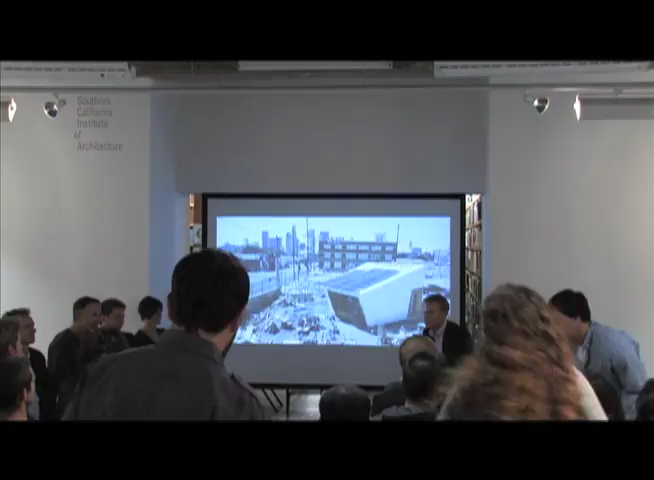 Southern
California
Institute
of
Architecture